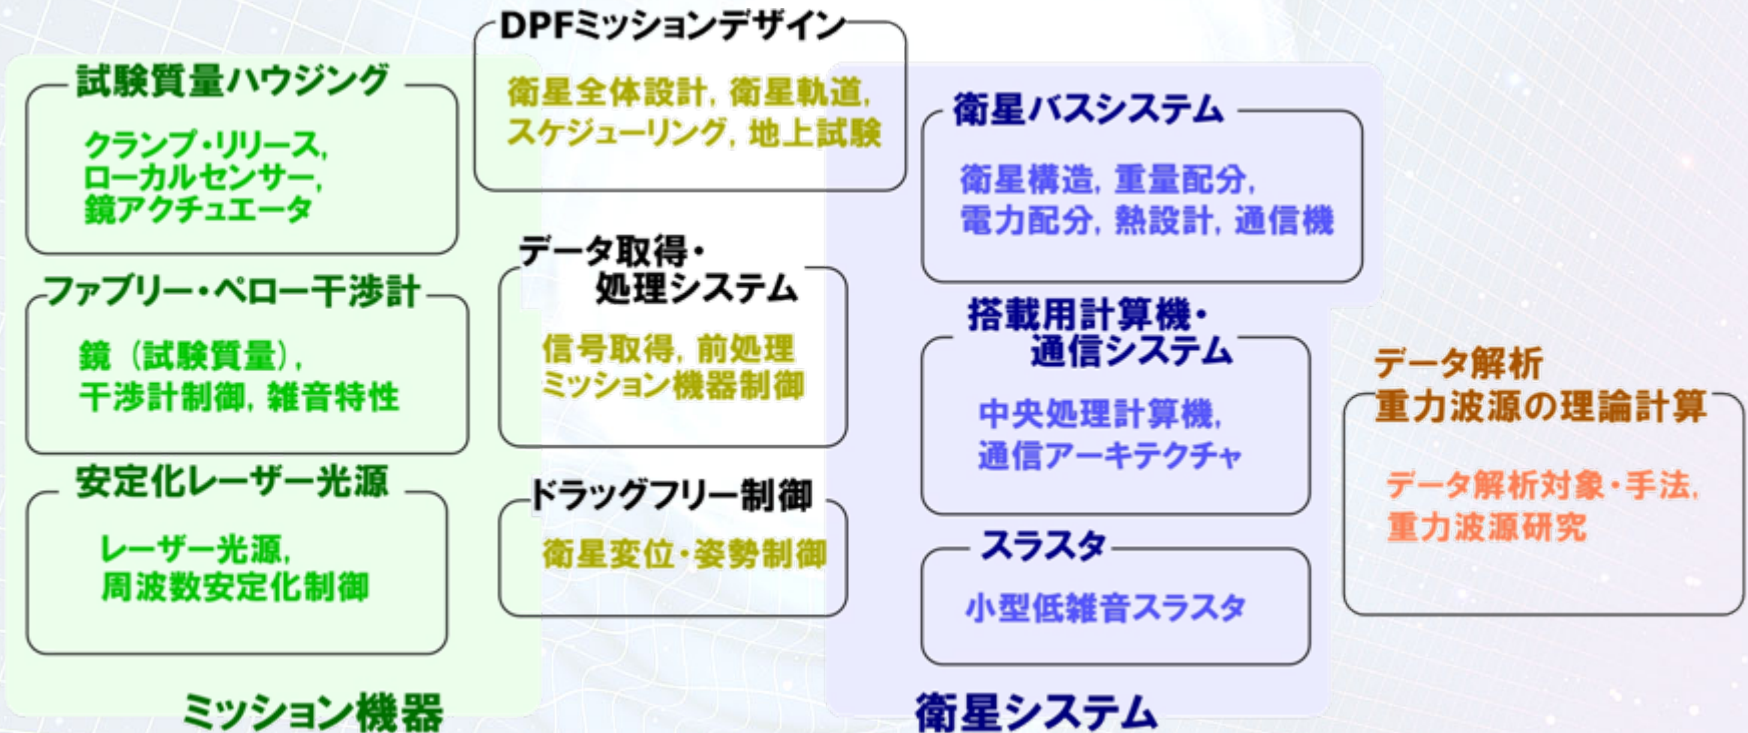 試験質量ハウジング
クランプ・リリース,
ローカルセンサー,
鏡アクチュエータ
ファブリー・ペロー干渉計
鏡（試験質量）,
干渉計制御, 雑音特性
安定化レーザー光源
レーザー光源,
周波数安定化制御
ミッション機器
DPFミッションデザイン
衛星全体設計, 衛星軌道,
スケジューリング, 地上試験
データ取得・
処理システム
信号取得, 前処理
ミッション機器制御
ドラッグフリー制御
衛星変位・姿勢制御
衛星バスシステム
衛星構造, 重量配分,
電力配分, 熱設計, 通信機
搭載用計算機・
通信システム
中央処理計算機,
通信アーキテクチャ
スラスタ
小型低雑音スラスタ
衛星システム
データ解析
重力波源の理論計算
データ解析対象・手法,
重力波源研究